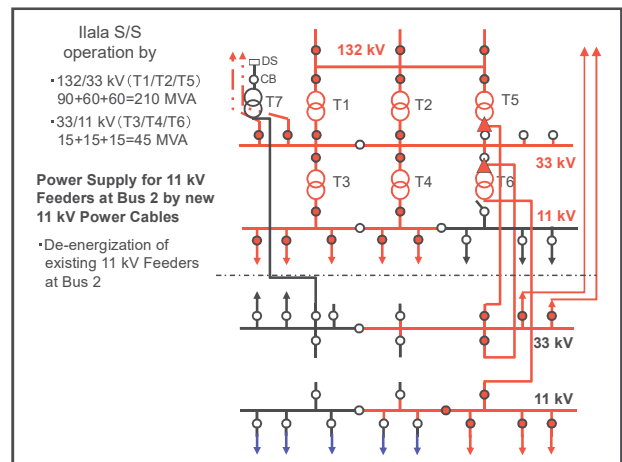 Ilala S/S
operation by
・132/33 kV(T1/T2/T5)
90+60+60=210 MVA
・33/11 kV(T3/T4/T6)
15+15+15=45 MVA
Power Supply for 11 kV
Feeders at Bus 2 by new
11 kV Power Cables
・De-energization of
existing 11 kV Feeders
at Bus 2
132 kV
DS
CB
T7
T1
T2
T5
33 kV
T3
T4
T6
11 kV
33 kV
11 kV